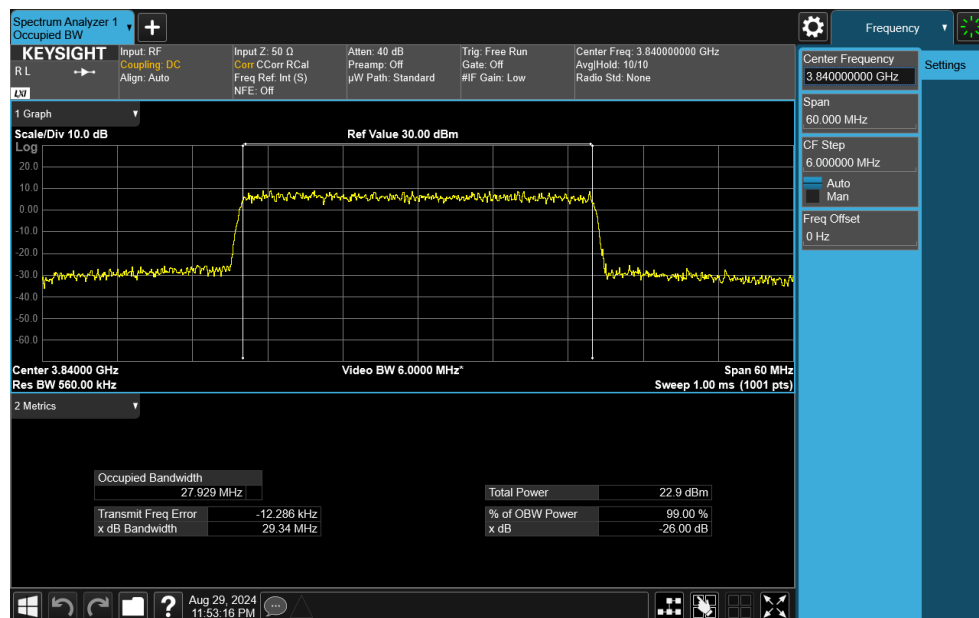 Spectrum Analyzer 1
Occupied BW
Frequency
KEYSIGHT
R L
LXI
Input: RF
Coupling: DC
Align: Auto
Input Z: 50 Ω
Corr CCorr RCal
Freq Ref: Int (S)
NFE: Off
Atten: 40 dB
Preamp: Off
µW Path: Standard
Trig: Free Run
Gate: Off
#IF Gain: Low
Center Freq: 3.840000000 GHz
Avg|Hold: 10/10
Radio Std: None
Center Frequency
3.840000000 GHz
Settings
Span
60.000 MHz
CF Step
6.000000 MHz
Auto
Man
Freq Offset
0 Hz
1 Graph
Scale/Div 10.0 dB
Ref Value 30.00 dBm
Log
20.0
10.0
0.00
-10.0
-20.0
-30.0
-40.0
-50.0
-60.0
Center 3.84000 GHz
Video BW 6.0000 MHz*
Span 60 MHz
Res BW 560.00 kHz
Sweep 1.00 ms (1001 pts)
2 Metrics
Occupied Bandwidth
27.929 MHz
Total Power 22.9 dBm
Transmit Freq Error -12.286 kHz
% of OBW Power 99.00 %
x dB Bandwidth 29.34 MHz
x dB -26.00 dB
?
Aug 29, 2024
11:53:16 PM